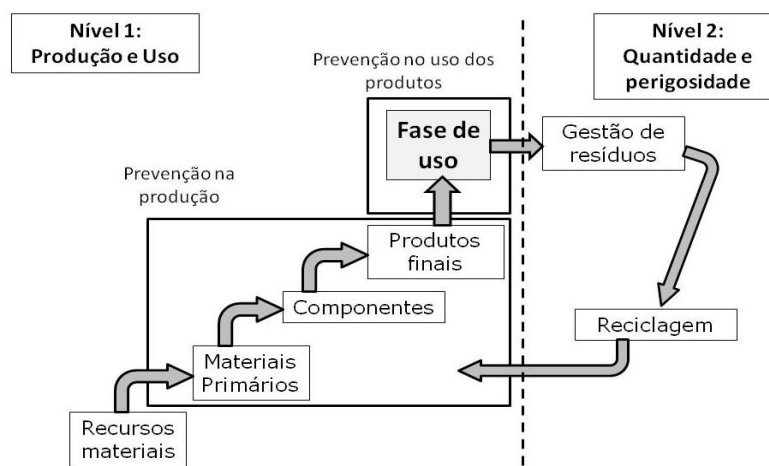 Nível 1:
Produção e Uso
Nível 2:
Quantidade e
perigosidade
Prevenção no uso dos
produtos
Fase de
uso
Gestão de
resíduos
Prevenção na
produção
Produtos
finais
Componentes
Reciclagem
Materiais
Primários
Recursos
materiais